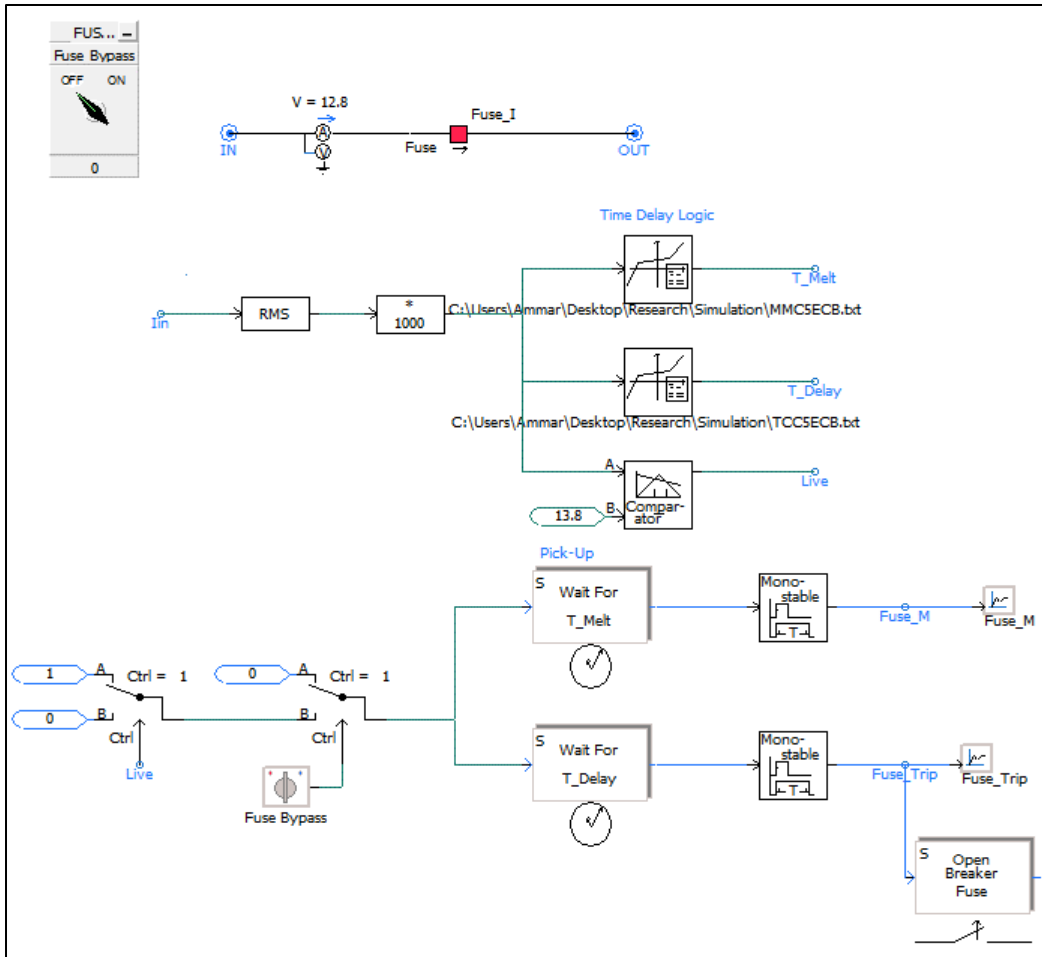 FUS...
Fuse Bypass
OFF ON
0
V = 12.8
Fuse_I
A
V
IN
Fuse
OUT
Time Delay Logic
T_Melt
Iin
RMS
*
1000
C:\Users\Ammar\Desktop\Research\Simulation\MMC5ECB.txt
T_Delay
C:\Users\Ammar\Desktop\Research\Simulation\TCC5ECB.txt
A
Live
B
13.8
Compar-
ator
Pick-Up
S
Wait For
T_Melt
Mono-
stable
T
Fuse_M
Fuse_M
1
A
Ctrl = 1
0
A
Ctrl = 1
0
B
Ctrl
B
Ctrl
Live
Fuse Bypass
S
Wait For
T_Delay
Mono-
stable
T
Fuse_Trip
Fuse_Trip
S
Open
Breaker
Fuse